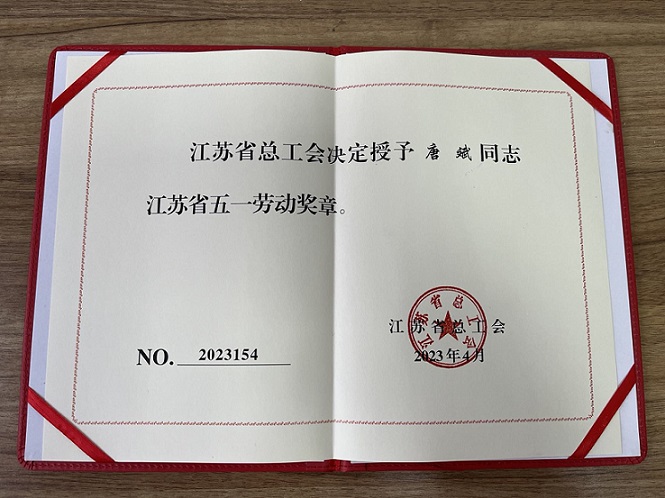 江苏省总工会决定授予 唐 斌 同志
江苏省五一劳动奖章。
江苏省总工会
江苏省总工会
2023年4月
NO. 2023154